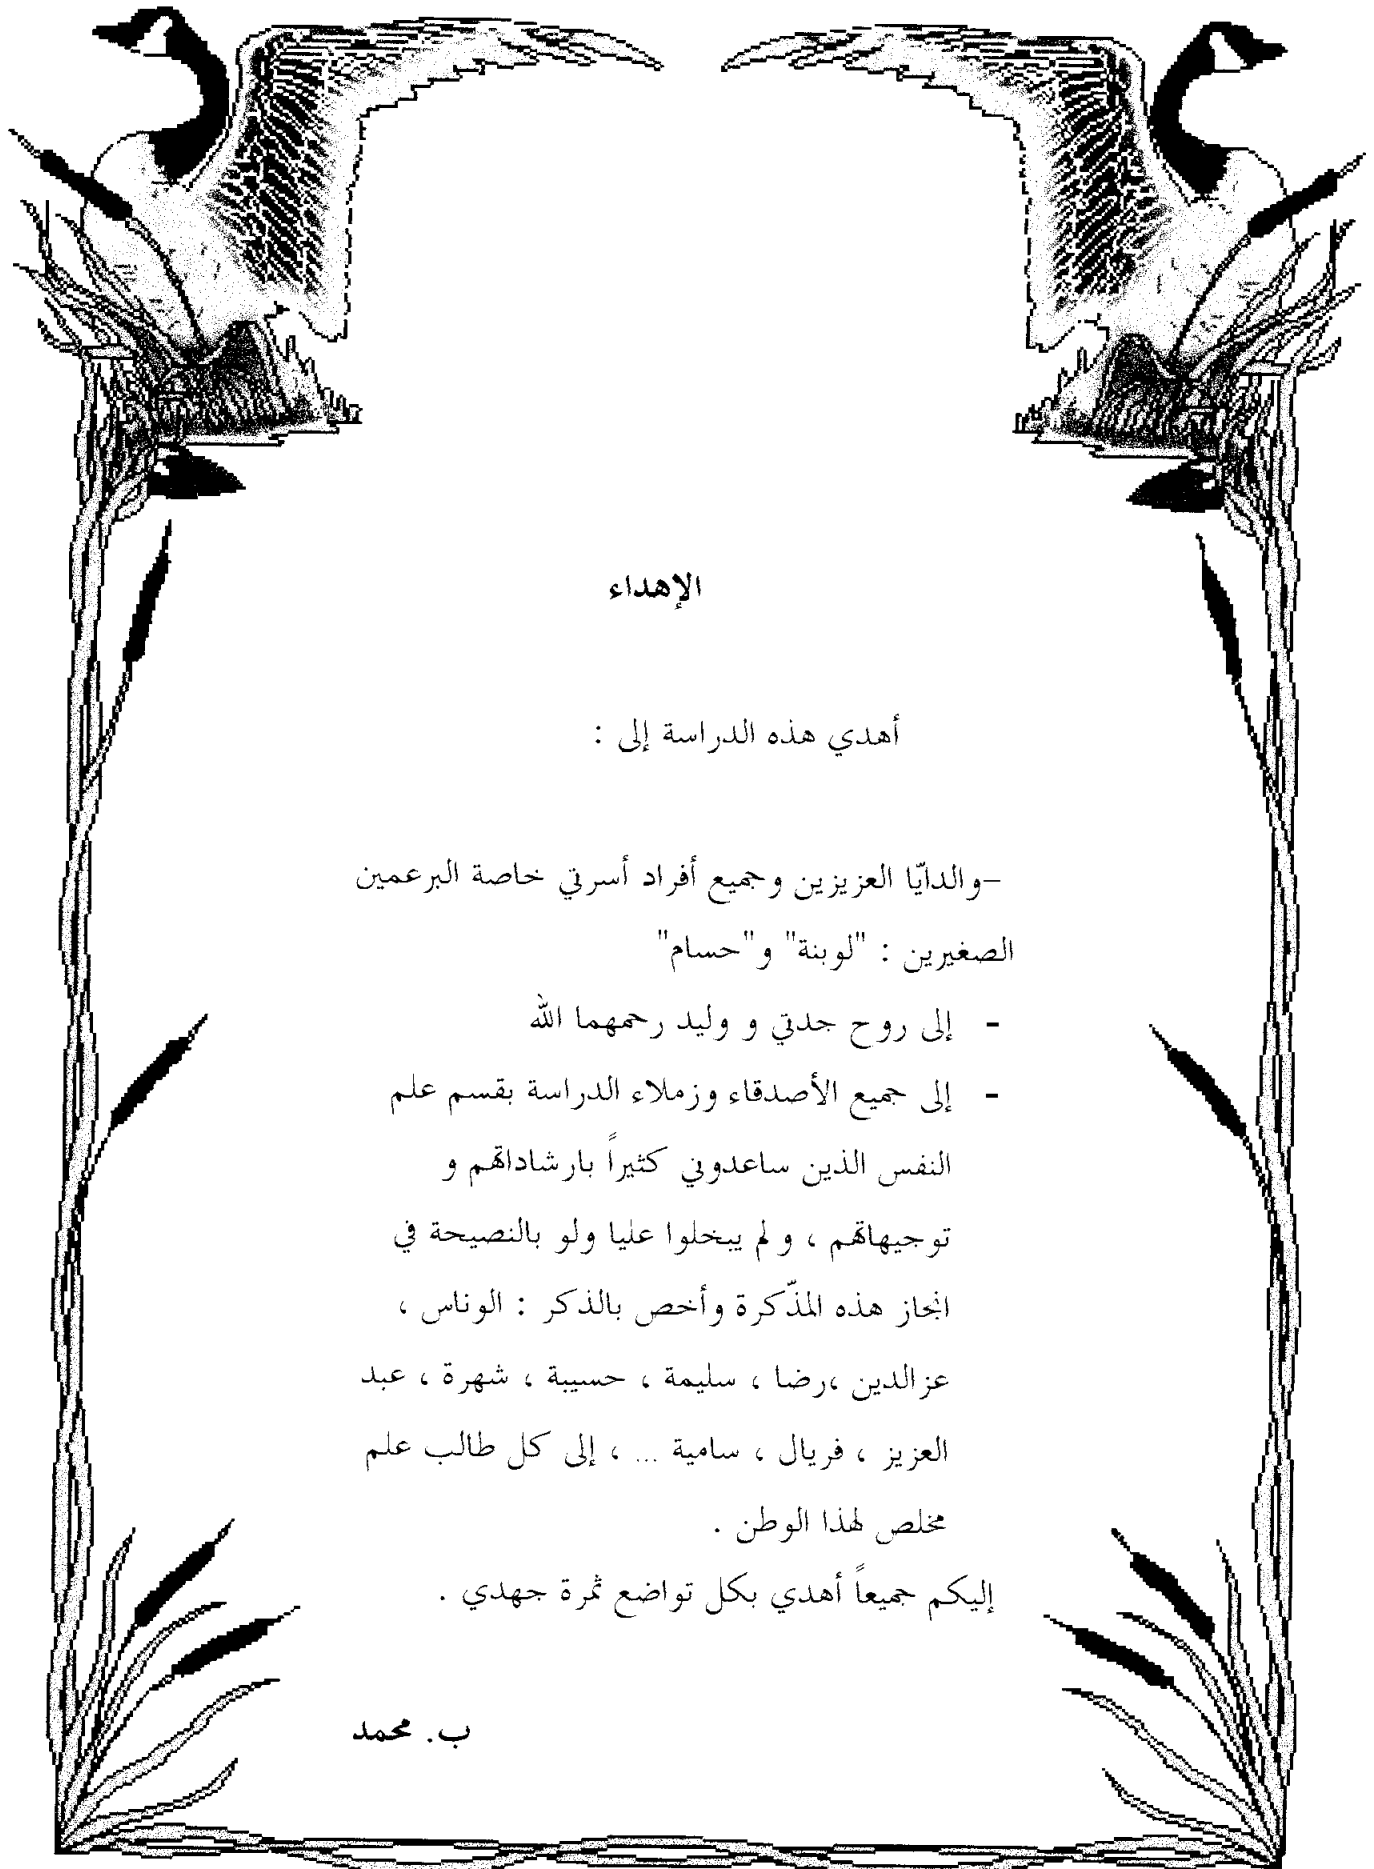 الإهداء
أهدي هذه الدراسة إلى :
–والدايّا العزيزين وجميع أفراد أسرتي خاصة البرعمين
الصغيرين : "لوبنة" و"حسام"
- إلى روح جدتي و وليد رحمهما الله
- إلى جميع الأصدقاء وزملاء الدراسة بقسم علم
النفس الذين ساعدوني كثيراً بارشاداتهم و
توجيهاتهم ، و لم يبخلوا عليا ولو بالنصيحة في
انجاز هذه المذّكرة وأخص بالذكر : الوناس ،
عزالدين ،رضا ، سليمة ، حسيبة ، شهرة ، عبد
العزيز ، فريال ، سامية ... ، إلى كل طالب علم
مخلص لهذا الوطن .
إليكم جميعاً أهدي بكل تواضع ثمرة جهدي .
ب. محمد